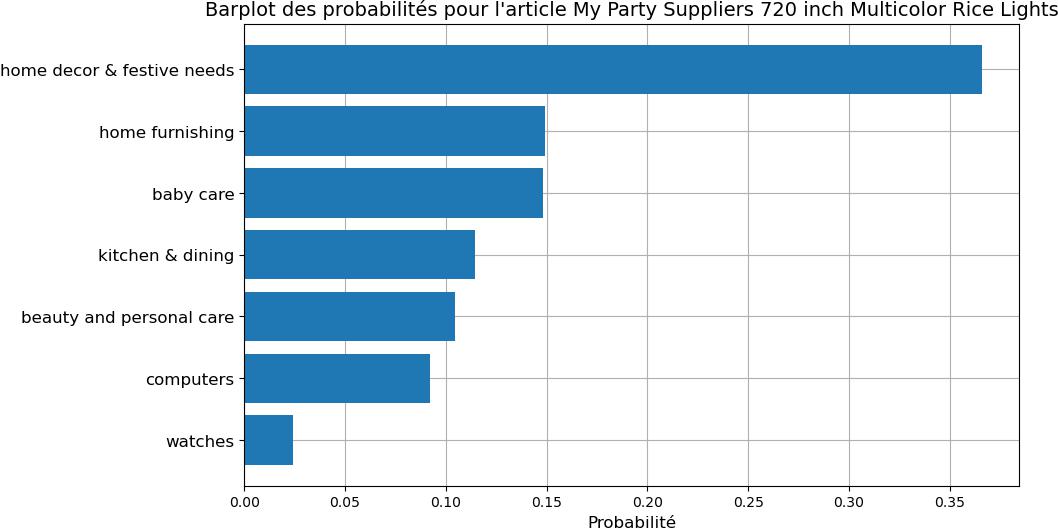 Barplot des probabilités pour l'article My Party Suppliers 720 inch Multicolor Rice Lights
home decor & festive needs
home furnishing
baby care
kitchen & dining
beauty and personal care
computers
watches
0.00 0.05 0.10 0.15 0.20 0.25 0.30 0.35
Probabilité